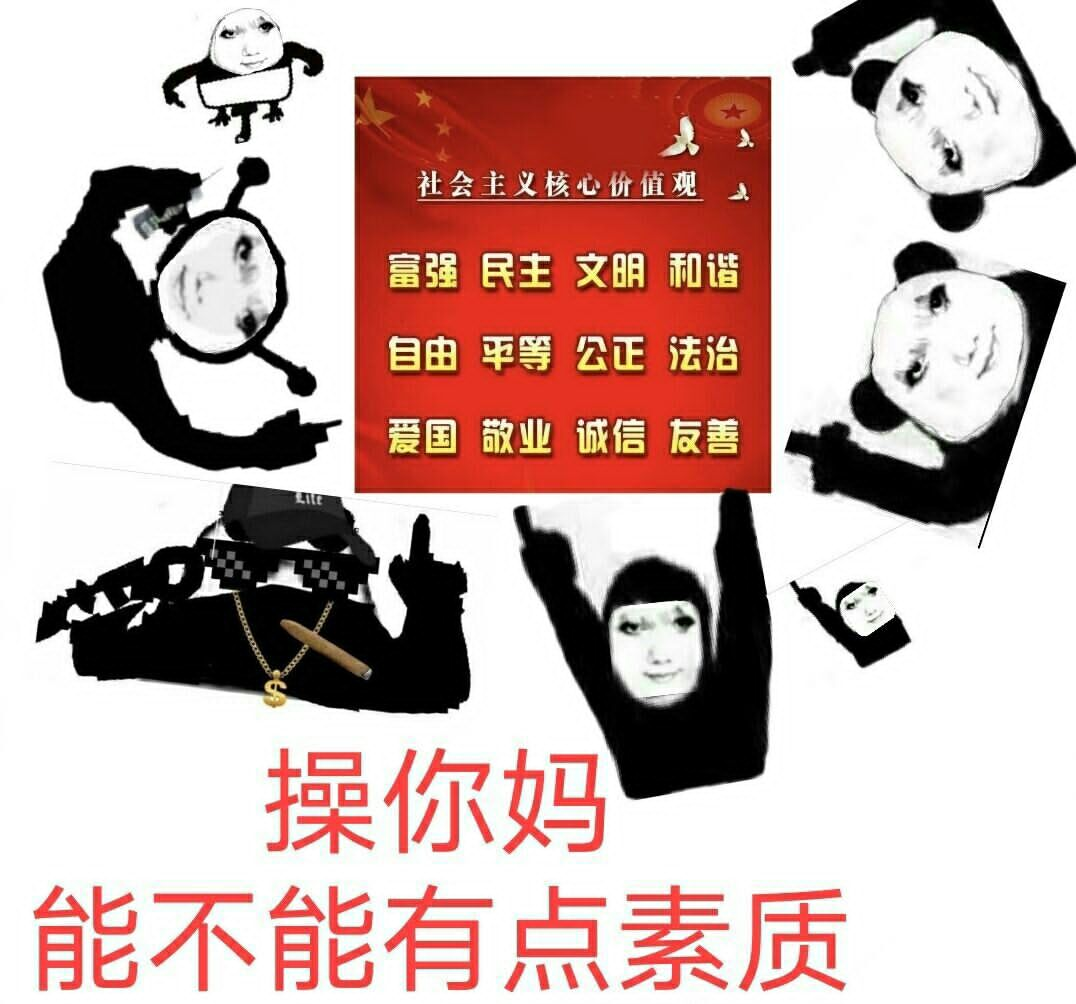 社会主义核心价值观
富强 民主 文明 和谐
自由 平等 公正 法治
爱国 敬业 诚信 友善
Life
操你妈
能不能有点素质